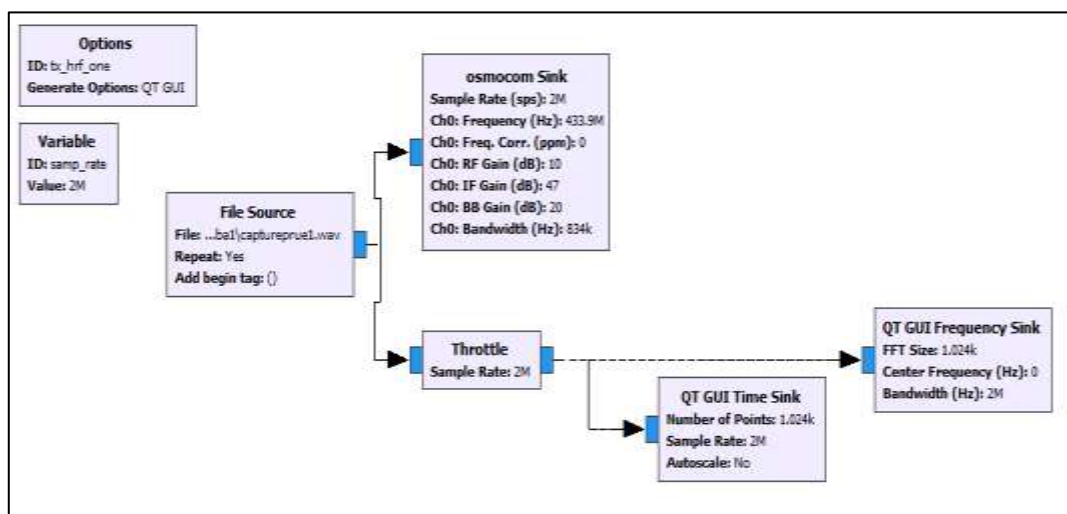 Options
ID: tx_hrf_one
Generate Options: QT GUI
Variable
ID: samp_rate
Value: 2M
File Source
File: ...ba1\captureprue1.wav
Repeat: Yes
Add begin tag: ()
osmocom Sink
Sample Rate (sps): 2M
Ch0: Frequency (Hz): 433.9M
Ch0: Freq. Corr. (ppm): 0
Ch0: RF Gain (dB): 10
Ch0: IF Gain (dB): 47
Ch0: BB Gain (dB): 20
Ch0: Bandwidth (Hz): 834k
Throttle
Sample Rate: 2M
QT GUI Time Sink
Number of Points: 1.024k
Sample Rate: 2M
Autoscale: No
QT GUI Frequency Sink
FFT Size: 1.024k
Center Frequency (Hz): 0
Bandwidth (Hz): 2M